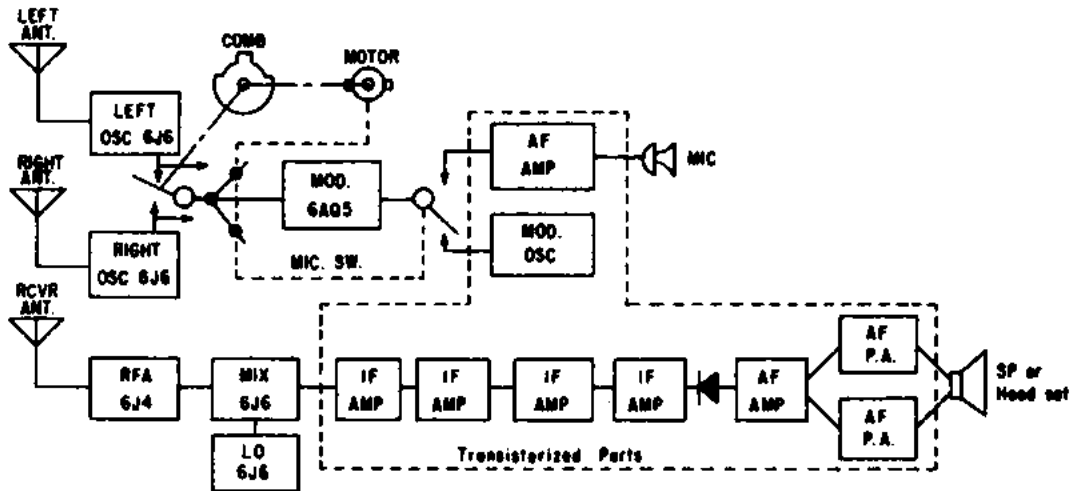 LEFT
ANT.
COMB
MOTOR
LEFT
OSC 6J6
AF
AMP
MIC
RIGHT
ANT.
MOD.
6AQ5
MOD.
OSC
RIGHT
OSC 6J6
MIC. SW.
RCVR
ANT.
RFA
6J4
MIX
6J6
IF
AMP
IF
AMP
IF
AMP
IF
AMP
AF
AMP
AF
P.A.
AF
P.A.
SP or
Head set
LO
6J6
Transistorized Parts